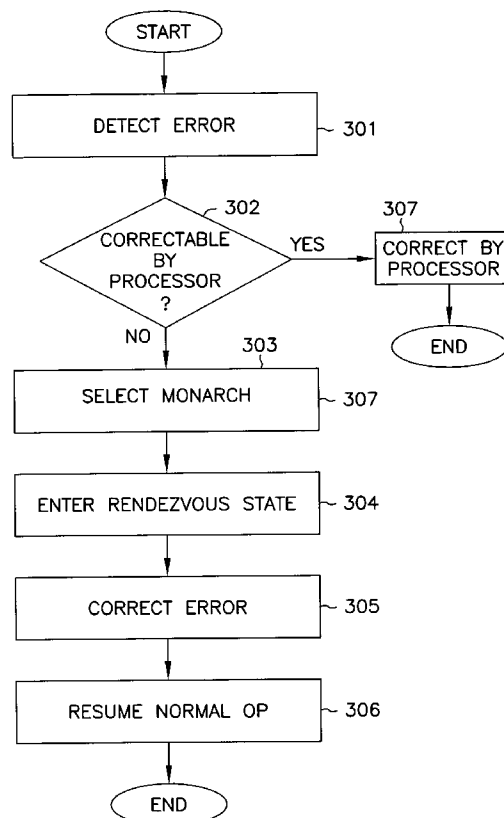 START
DETECT ERROR
301
302
CORRECTABLE
BY
PROCESSOR
?
YES
NO
307
CORRECT BY
PROCESSOR
END
303
SELECT MONARCH
307
ENTER RENDEZVOUS STATE
304
CORRECT ERROR
305
RESUME NORMAL OP
306
END